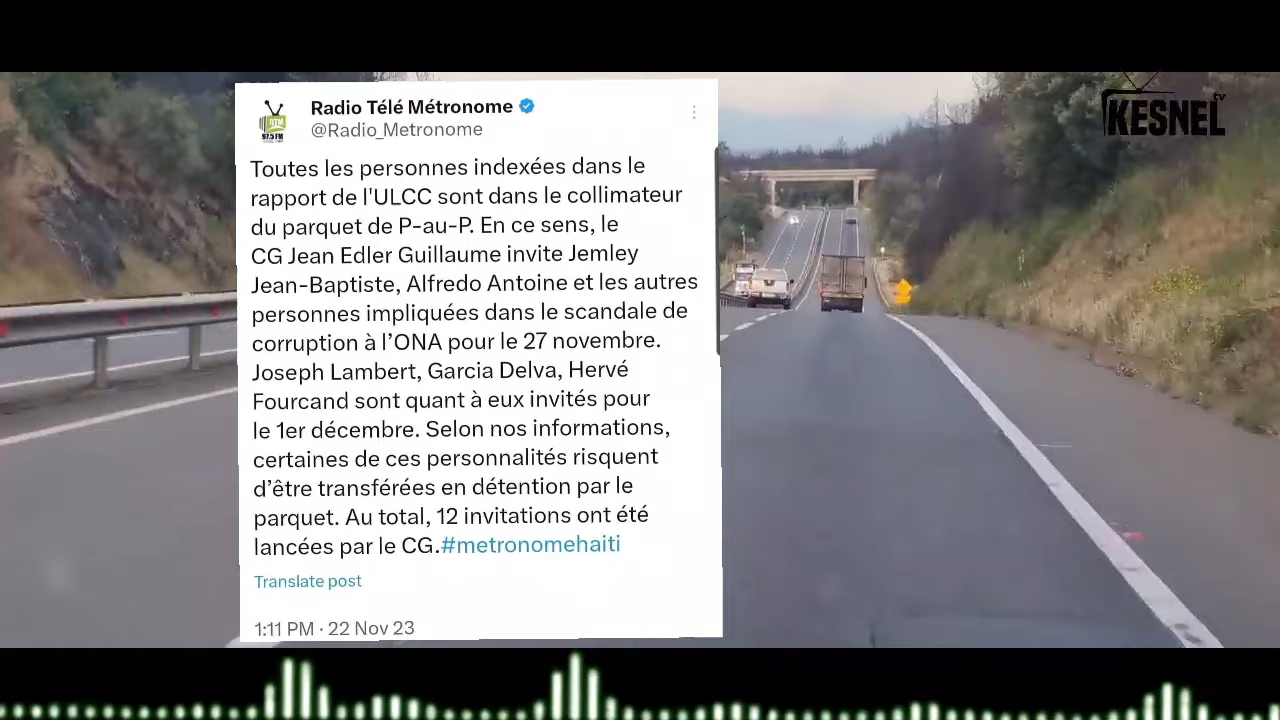 Radio Télé Métronome
@Radio_Metronome
RTM
97.5 FM
Toutes les personnes indexées dans le
rapport de l'ULCC sont dans le collimateur
du parquet de P-au-P. En ce sens, le
CG Jean Edler Guillaume invite Jemley
Jean-Baptiste, Alfredo Antoine et les autres
personnes impliquées dans le scandale de
corruption à l’ONA pour le 27 novembre.
Joseph Lambert, Garcia Delva, Hervé
Fourcand sont quant à eux invités pour
le 1er décembre. Selon nos informations,
certaines de ces personnalités risquent
d’être transférées en détention par le
parquet. Au total, 12 invitations ont été
lancées par le CG.#metronomehaiti
Translate post
1:11 PM · 22 Nov 23
KESNEL tv